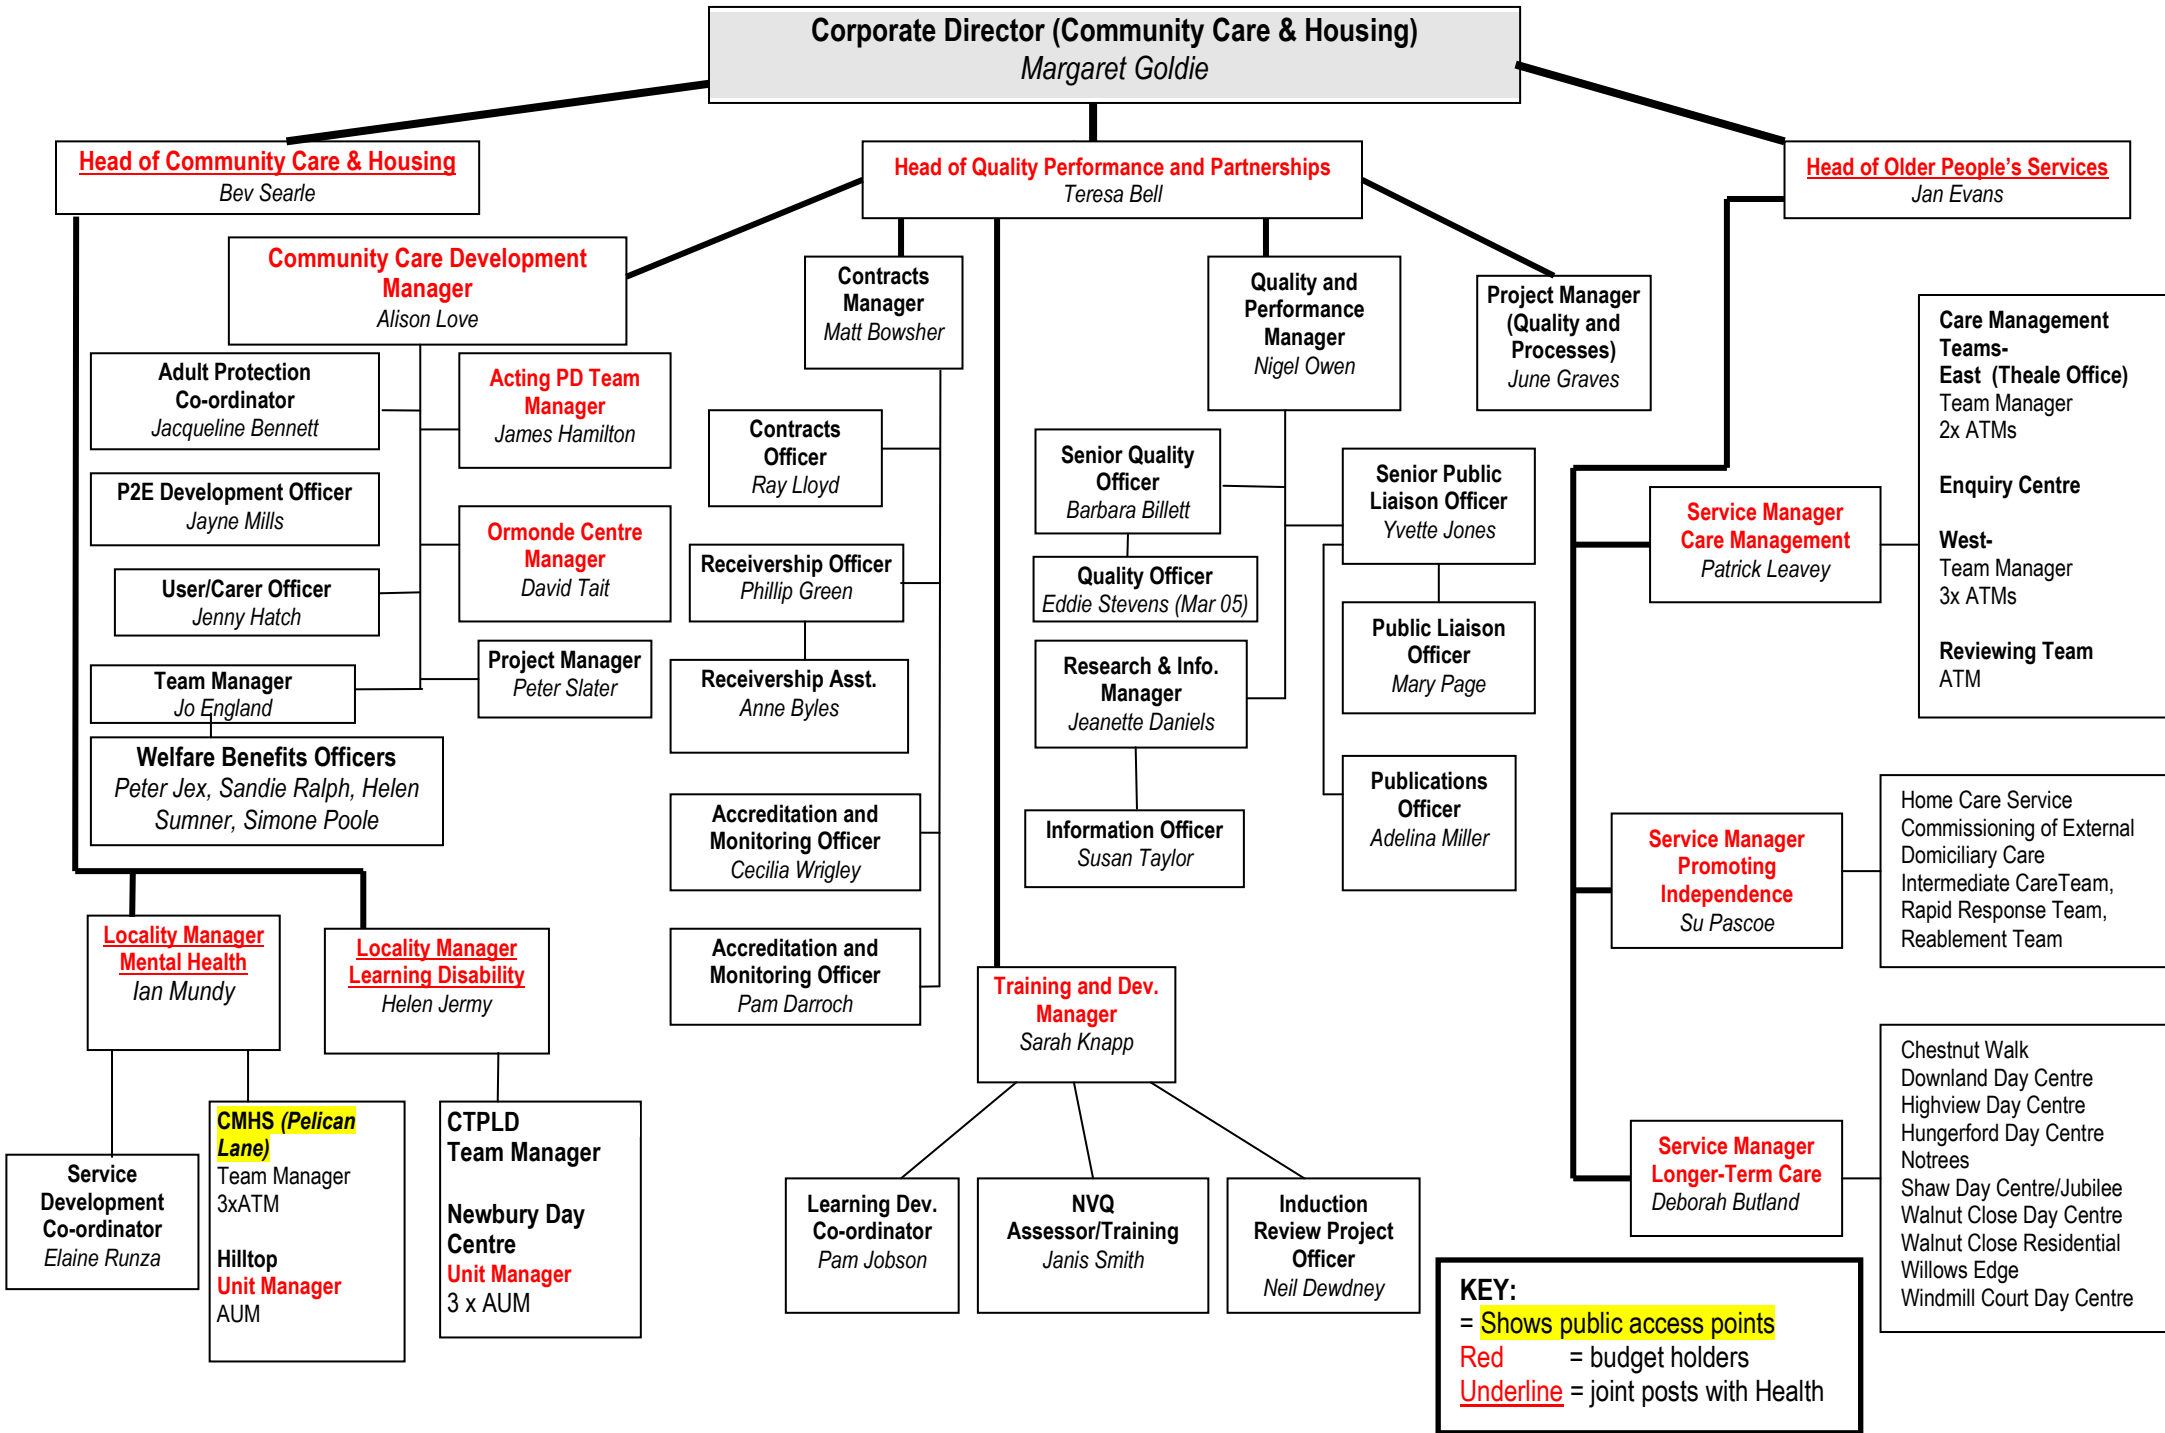 Corporate Director (Community Care & Housing)
Margaret Goldie
Head of Community Care & Housing
Bev Searle
Head of Quality Performance and Partnerships
Teresa Bell
Head of Older People’s Services
Jan Evans
Community Care Development
Manager
Alison Love
Contracts
Manager
Matt Bowsher
Quality and
Performance
Manager
Nigel Owen
Project Manager
(Quality and
Processes)
June Graves
Adult Protection
Co-ordinator
Jacqueline Bennett
Acting PD Team
Manager
James Hamilton
P2E Development Officer
Jayne Mills
Ormonde Centre
Manager
David Tait
User/Carer Officer
Jenny Hatch
Project Manager
Peter Slater
Team Manager
Jo England
Welfare Benefits Officers
Peter Jex, Sandie Ralph, Helen
Sumner, Simone Poole
Contracts
Officer
Ray Lloyd
Receivership Officer
Phillip Green
Receivership Asst.
Anne Byles
Accreditation and
Monitoring Officer
Cecilia Wrigley
Accreditation and
Monitoring Officer
Pam Darroch
Senior Quality
Officer
Barbara Billett
Quality Officer
Eddie Stevens (Mar 05)
Research & Info.
Manager
Jeanette Daniels
Information Officer
Susan Taylor
Senior Public
Liaison Officer
Yvette Jones
Public Liaison
Officer
Mary Page
Publications
Officer
Adelina Miller
Service Manager
Care Management
Patrick Leavey
Care Management
Teams-
East  (Theale Office)
Team Manager
2x ATMs
Enquiry Centre
West-
Team Manager
3x ATMs
Reviewing Team
ATM
Service Manager
Promoting
Independence
Su Pascoe
Home Care Service
Commissioning of External
Domiciliary Care
Intermediate CareTeam,
Rapid Response Team,
Reablement Team
Service Manager
Longer-Term Care
Deborah Butland
Chestnut Walk
Downland Day Centre
Highview Day Centre
Hungerford Day Centre
Notrees
Shaw Day Centre/Jubilee
Walnut Close Day Centre
Walnut Close Residential
Willows Edge
Windmill Court Day Centre
Locality Manager
Mental Health
Ian Mundy
Locality Manager
Learning Disability
Helen Jermy
Service
Development
Co-ordinator
Elaine Runza
CMHS (Pelican
Lane)
Team Manager
3xATM
Hilltop
Unit Manager
AUM
CTPLD
Team Manager
Newbury Day
Centre
Unit Manager
3 x AUM
Training and Dev.
Manager
Sarah Knapp
Learning Dev.
Co-ordinator
Pam Jobson
NVQ
Assessor/Training
Janis Smith
Induction
Review Project
Officer
Neil Dewdney
KEY:
= Shows public access points
Red = budget holders
Underline = joint posts with Health